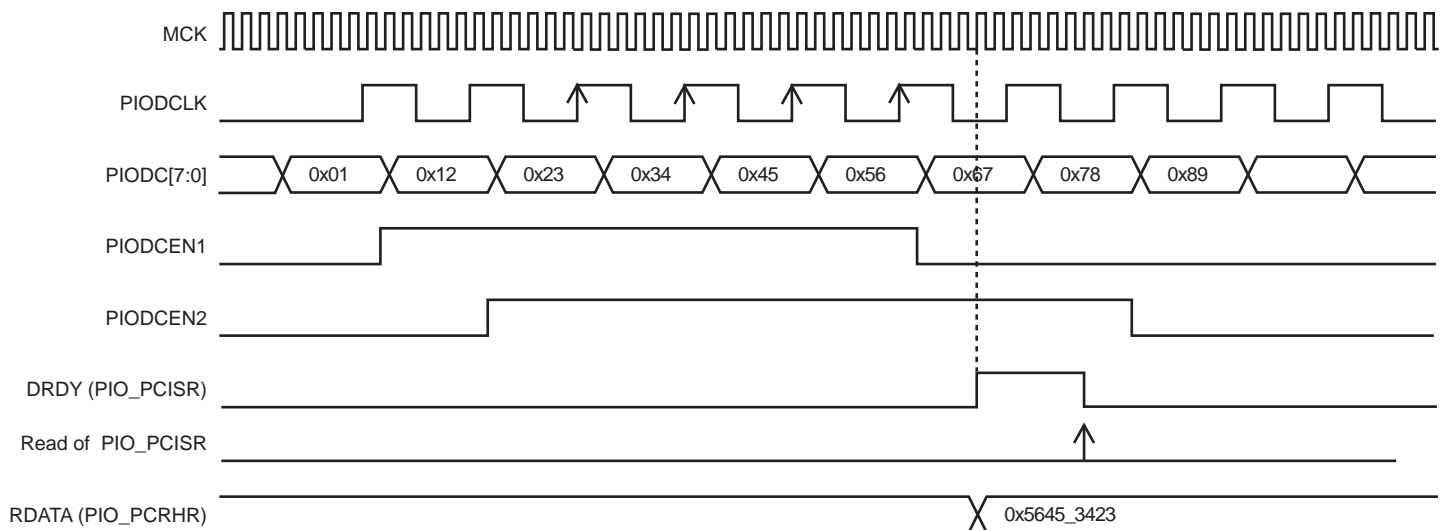 MCK
PIODCLK
PIODC[7:0] 0x01 0x12 0x23 0x34 0x45 0x56 0x67 0x78 0x89
PIODCEN1
PIODCEN2
DRDY (PIO_PCISR)
Read of PIO_PCISR
RDATA (PIO_PCRHR) 0x5645_3423